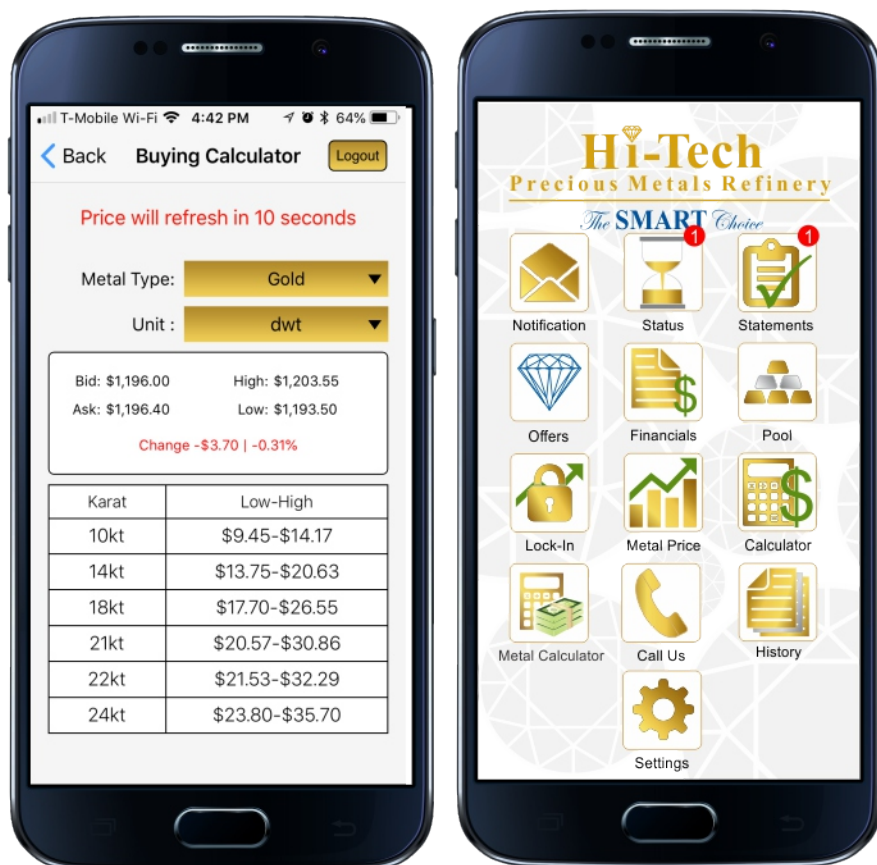 T-Mobile Wi-Fi 4:42 PM 64%
Back Buying Calculator Logout
Price will refresh in 10 seconds
Metal Type: Gold
Unit : dwt
Bid: $1,196.00 High: $1,203.55
Ask: $1,196.40 Low: $1,193.50
Change -$3.70 | -0.31%
Karat Low-High
10kt $9.45-$14.17
14kt $13.75-$20.63
18kt $17.70-$26.55
21kt $20.57-$30.86
22kt $21.53-$32.29
24kt $23.80-$35.70
Hi-Tech
Precious Metals Refinery
The SMART Choice
1 1
Notification Status Statements
Offers Financials Pool
Lock-In Metal Price Calculator
Metal Calculator Call Us History
Settings